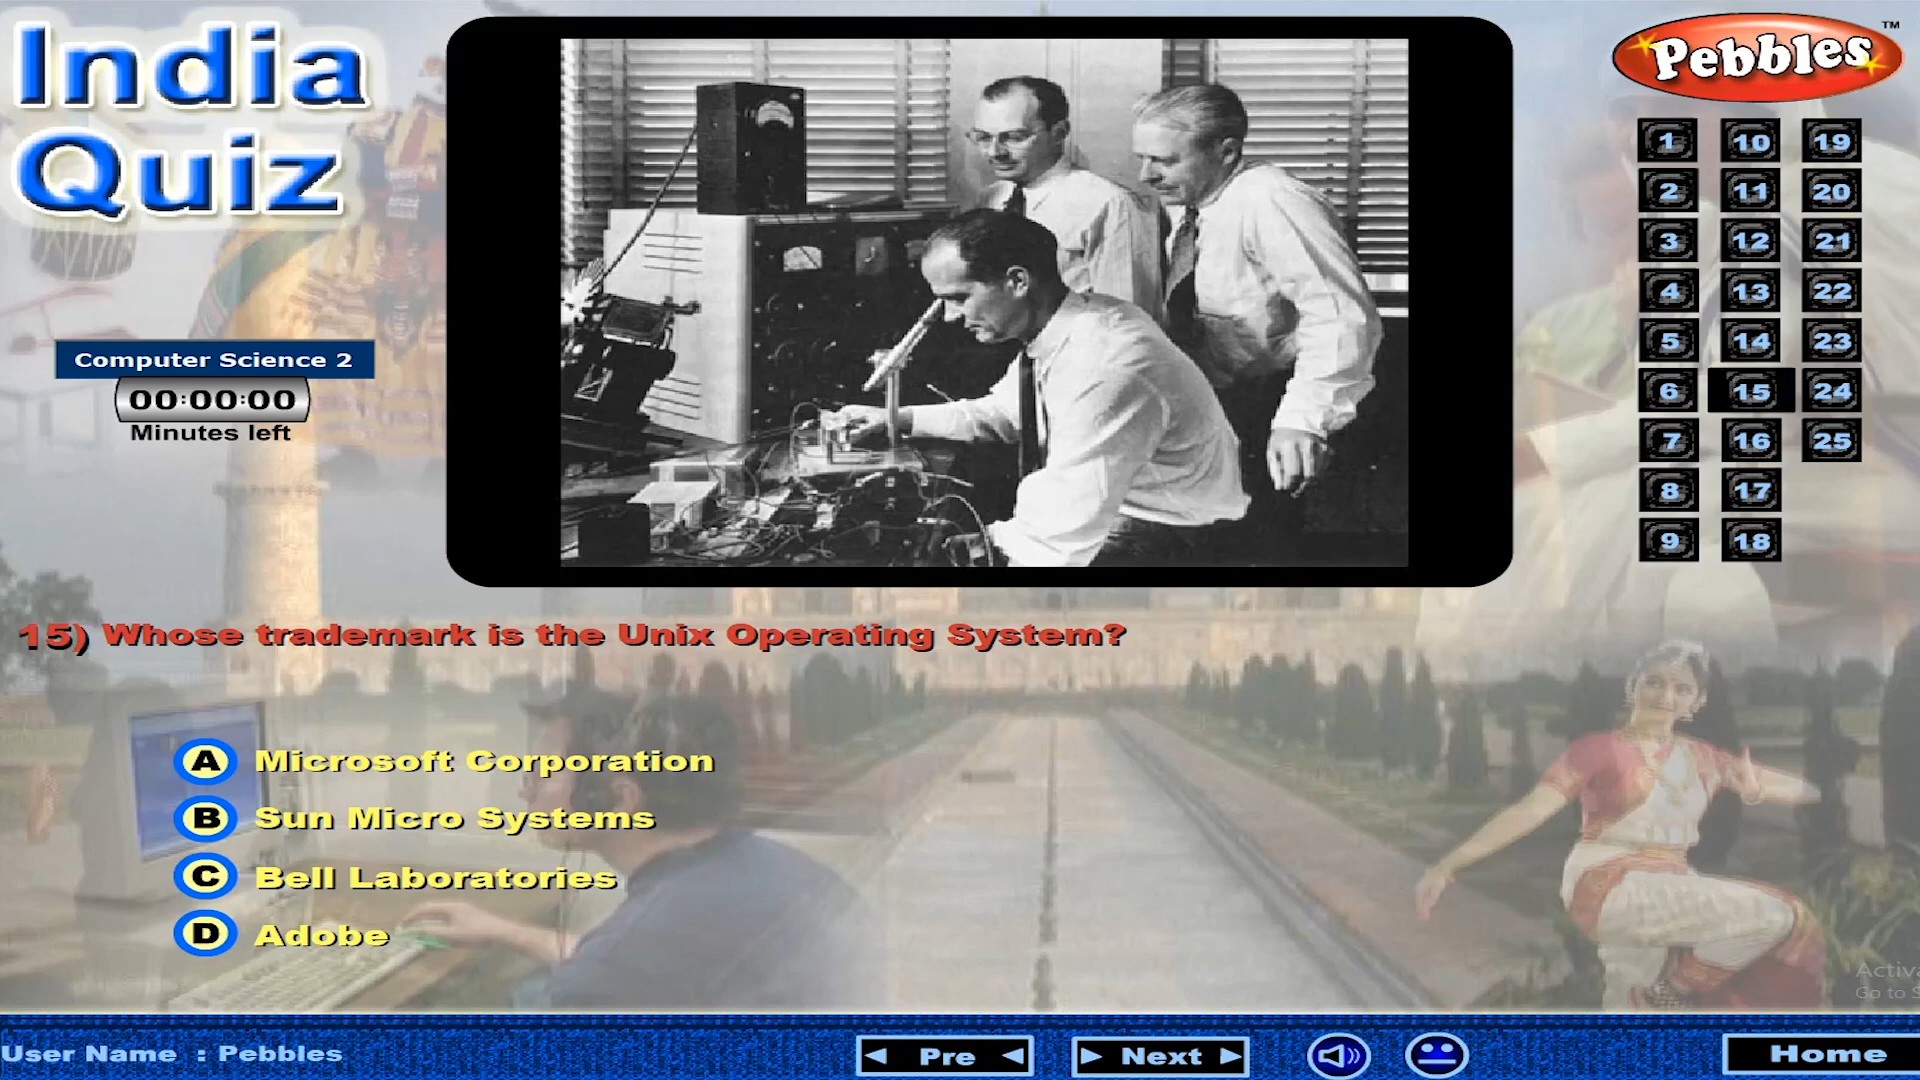 India
Quiz
Pebbles™
Computer Science 2
00:00:00
Minutes left
1 10 19
2 11 20
3 12 21
4 13 22
5 14 23
6 15 24
7 16 25
8 17
9 18
15) Whose trademark is the Unix Operating System?
A Microsoft Corporation
B Sun Micro Systems
C Bell Laboratories
D Adobe
Go to
User Name : Pebbles
Pre
Next
Home